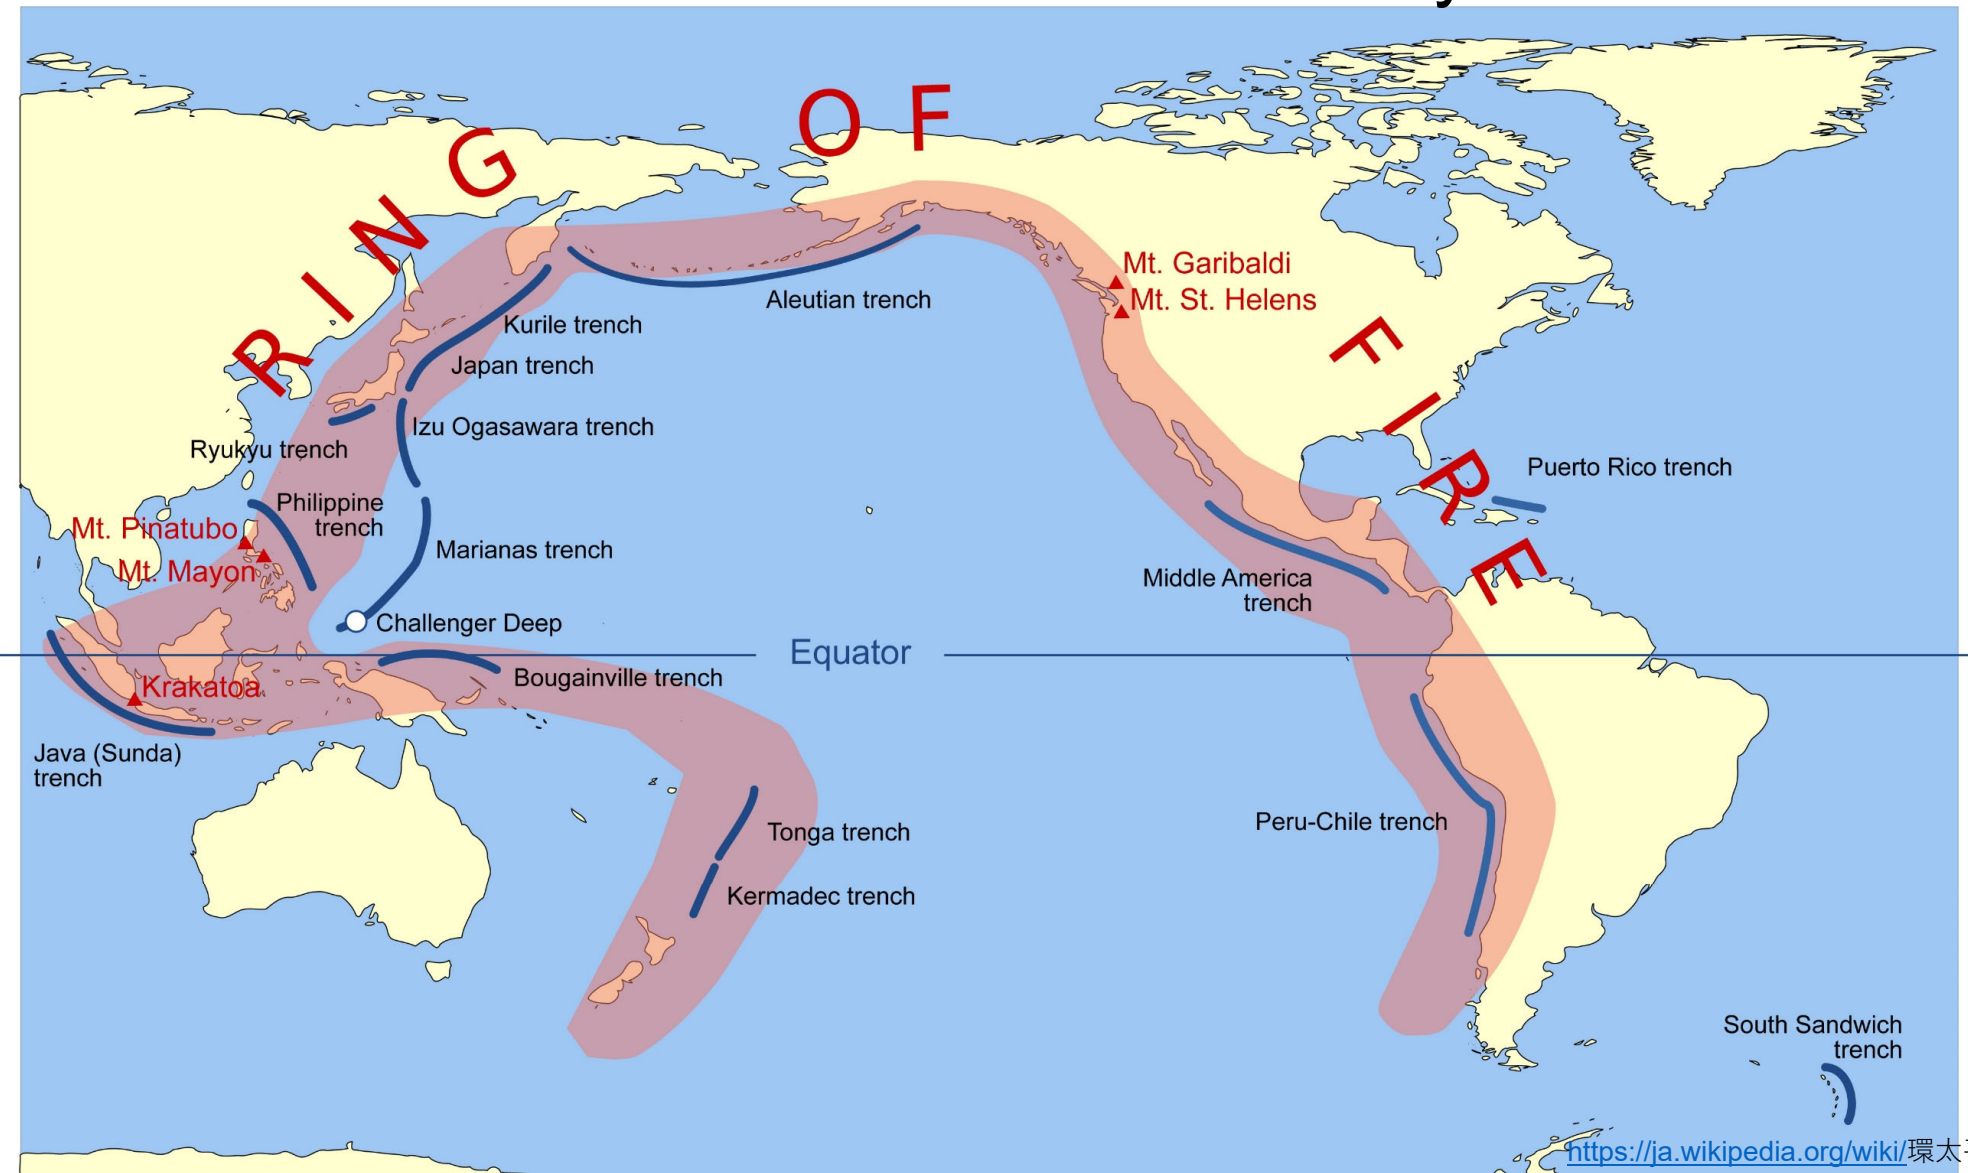 RING OF FIRE
Mt. Garibaldi
Mt. St. Helens
Aleutian trench
Kurile trench
Japan trench
Izu Ogasawara trench
Ryukyu trench
Philippine
trench
Mt. Pinatubo
Mt. Mayon
Marianas trench
Challenger Deep
Puerto Rico trench
Middle America
trench
Equator
Bougainville trench
Krakatoa
Java (Sunda)
trench
Tonga trench
Kermadec trench
Peru-Chile trench
South Sandwich
trench
https://ja.wikipedia.org/wiki/環太